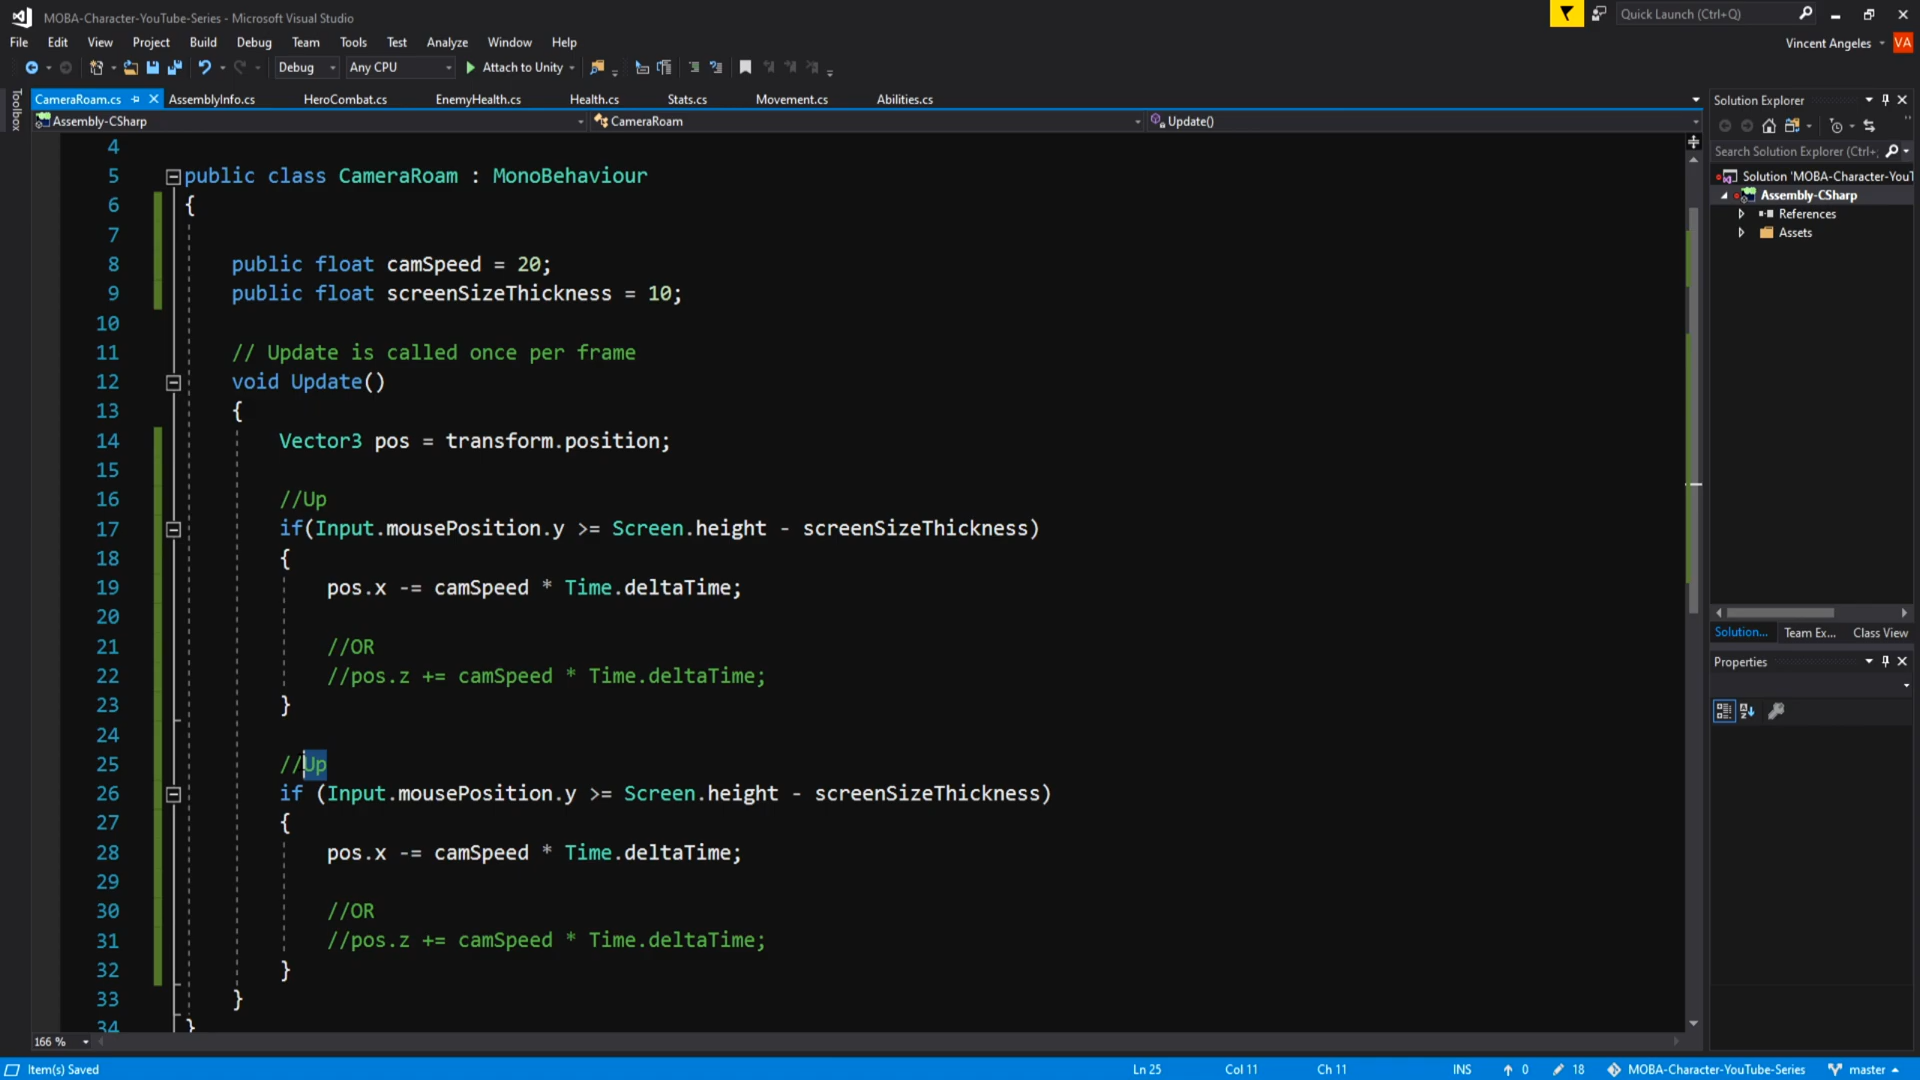 MOBA-Character-YouTube-Series - Microsoft Visual Studio
Quick Launch (Ctrl+Q)
File Edit View Project Build Debug Team Tools Test Analyze Window Help
Vincent Angeles
VA
Debug Any CPU Attach to Unity
Toolbox
CameraRoam.cs AssemblyInfo.cs HeroCombat.cs EnemyHealth.cs Health.cs Stats.cs Movement.cs Abilities.cs
Assembly-CSharp CameraRoam Update()
4
5 public class CameraRoam : MonoBehaviour
6 {
7
8 public float camSpeed = 20;
9 public float screenSizeThickness = 10;
10
11 // Update is called once per frame
12 void Update()
13 {
14 Vector3 pos = transform.position;
15
16 //Up
17 if(Input.mousePosition.y >= Screen.height - screenSizeThickness)
18 {
19 pos.x -= camSpeed * Time.deltaTime;
20
21 //OR
22 //pos.z += camSpeed * Time.deltaTime;
23 }
24
25 //Up
26 if (Input.mousePosition.y >= Screen.height - screenSizeThickness)
27 {
28 pos.x -= camSpeed * Time.deltaTime;
29
30 //OR
31 //pos.z += camSpeed * Time.deltaTime;
32 }
33 }
34 }
166 %
Solution Explorer
Search Solution Explorer (Ctrl+;
Solution 'MOBA-Character-YouT
Assembly-CSharp
References
Assets
Solution... Team Ex... Class View
Properties
Item(s) Saved
Ln 25 Col 11 Ch 11 INS 0 18 MOBA-Character-YouTube-Series master